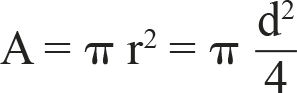 A = π r² = π d²/4